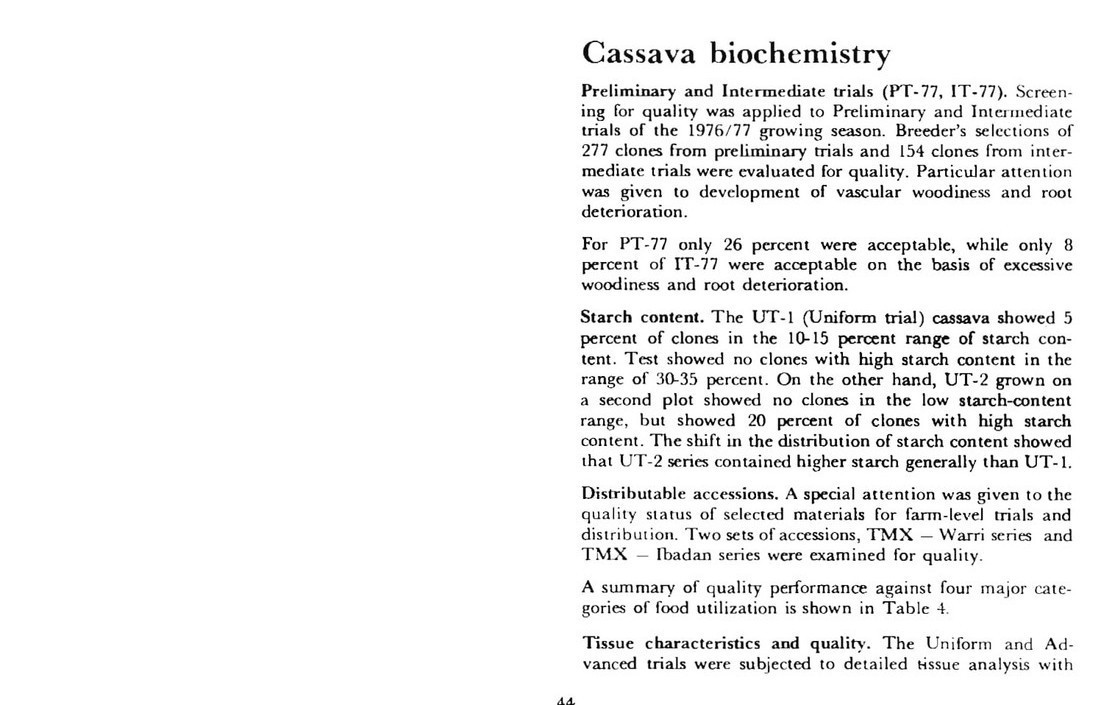 Cassava biochemistry
Preliminary and Intermediate trials (PT-77, IT-77). Screen-
ing for quality was applied to Preliminary and Intermediate
trials of the 1976/77 growing season. Breeder's selections of
277 clones from preliminary trials and 154 clones from inter-
mediate trials were evaluated for quality. Particular attention
was given to development of vascular woodiness and root
deterioration.
For PT-77 only 26 percent were acceptable, while only 8
percent of IT-77 were acceptable on the basis of excessive
woodiness and root deterioration.
Starch content. The UT-1 (Uniform trial) cassava showed 5
percent of clones in the 10-15 percent range of starch con-
tent. Test showed no clones with high starch content in the
range of 30-35 percent. On the other hand, UT-2 grown on
a second plot showed no clones in the low starch-content
range, but showed 20 percent of clones with high starch
content. The shift in the distribution of starch content showed
that UT-2 series contained higher starch generally than UT-1.
Distributable accessions. A special attention was given to the
quality status of selected materials for farm-level trials and
distribution. Two sets of accessions, TMX – Warri series and
TMX – Ibadan series were examined for quality.
A summary of quality performance against four major cate-
gories of food utilization is shown in Table 4.
Tissue characteristics and quality. The Uniform and Ad-
vanced trials were subjected to detailed tissue analysis with
44